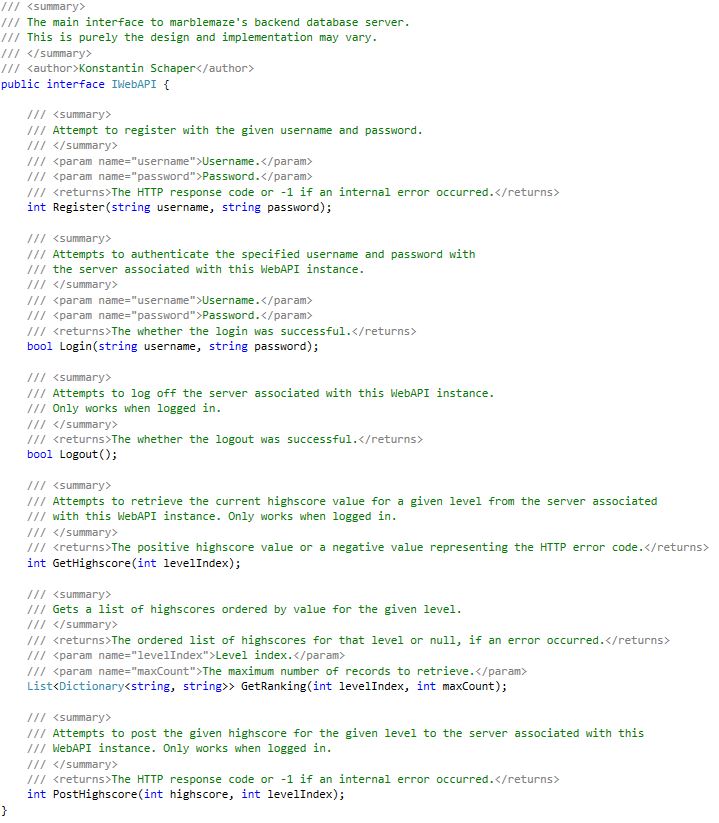 /// <summary>
/// The main interface to marblemaze's backend database server.
/// This is purely the design and implementation may vary.
/// </summary>
/// <author>Konstantin Schaper</author>
public interface IWebAPI {
/// <summary>
/// Attempt to register with the given username and password.
/// </summary>
/// <param name="username">Username.</param>
/// <param name="password">Password.</param>
/// <returns>The HTTP response code or -1 if an internal error occurred.</returns>
int Register(string username, string password);
/// <summary>
/// Attempts to authenticate the specified username and password with
/// the server associated with this WebAPI instance.
/// </summary>
/// <param name="username">Username.</param>
/// <param name="password">Password.</param>
/// <returns>The whether the login was successful.</returns>
bool Login(string username, string password);
/// <summary>
/// Attempts to log off the server associated with this WebAPI instance.
/// Only works when logged in.
/// </summary>
/// <returns>The whether the logout was successful.</returns>
bool Logout();
/// <summary>
/// Attempts to retrieve the current highscore value for a given level from the server associated
/// with this WebAPI instance. Only works when logged in.
/// </summary>
/// <returns>The positive highscore value or a negative value representing the HTTP error code.</returns>
int GetHighscore(int levelIndex);
/// <summary>
/// Gets a list of highscores ordered by value for the given level.
/// </summary>
/// <returns>The ordered list of highscores for that level or null, if an error occurred.</returns>
/// <param name="levelIndex">Level index.</param>
/// <param name="maxCount">The maximum number of records to retrieve.</param>
List<Dictionary<string, string>> GetRanking(int levelIndex, int maxCount);
/// <summary>
/// Attempts to post the given highscore for the given level to the server associated with this
/// WebAPI instance. Only works when logged in.
/// </summary>
/// <returns>The HTTP response code or -1 if an internal error occurred.</returns>
int PostHighscore(int highscore, int levelIndex);
}